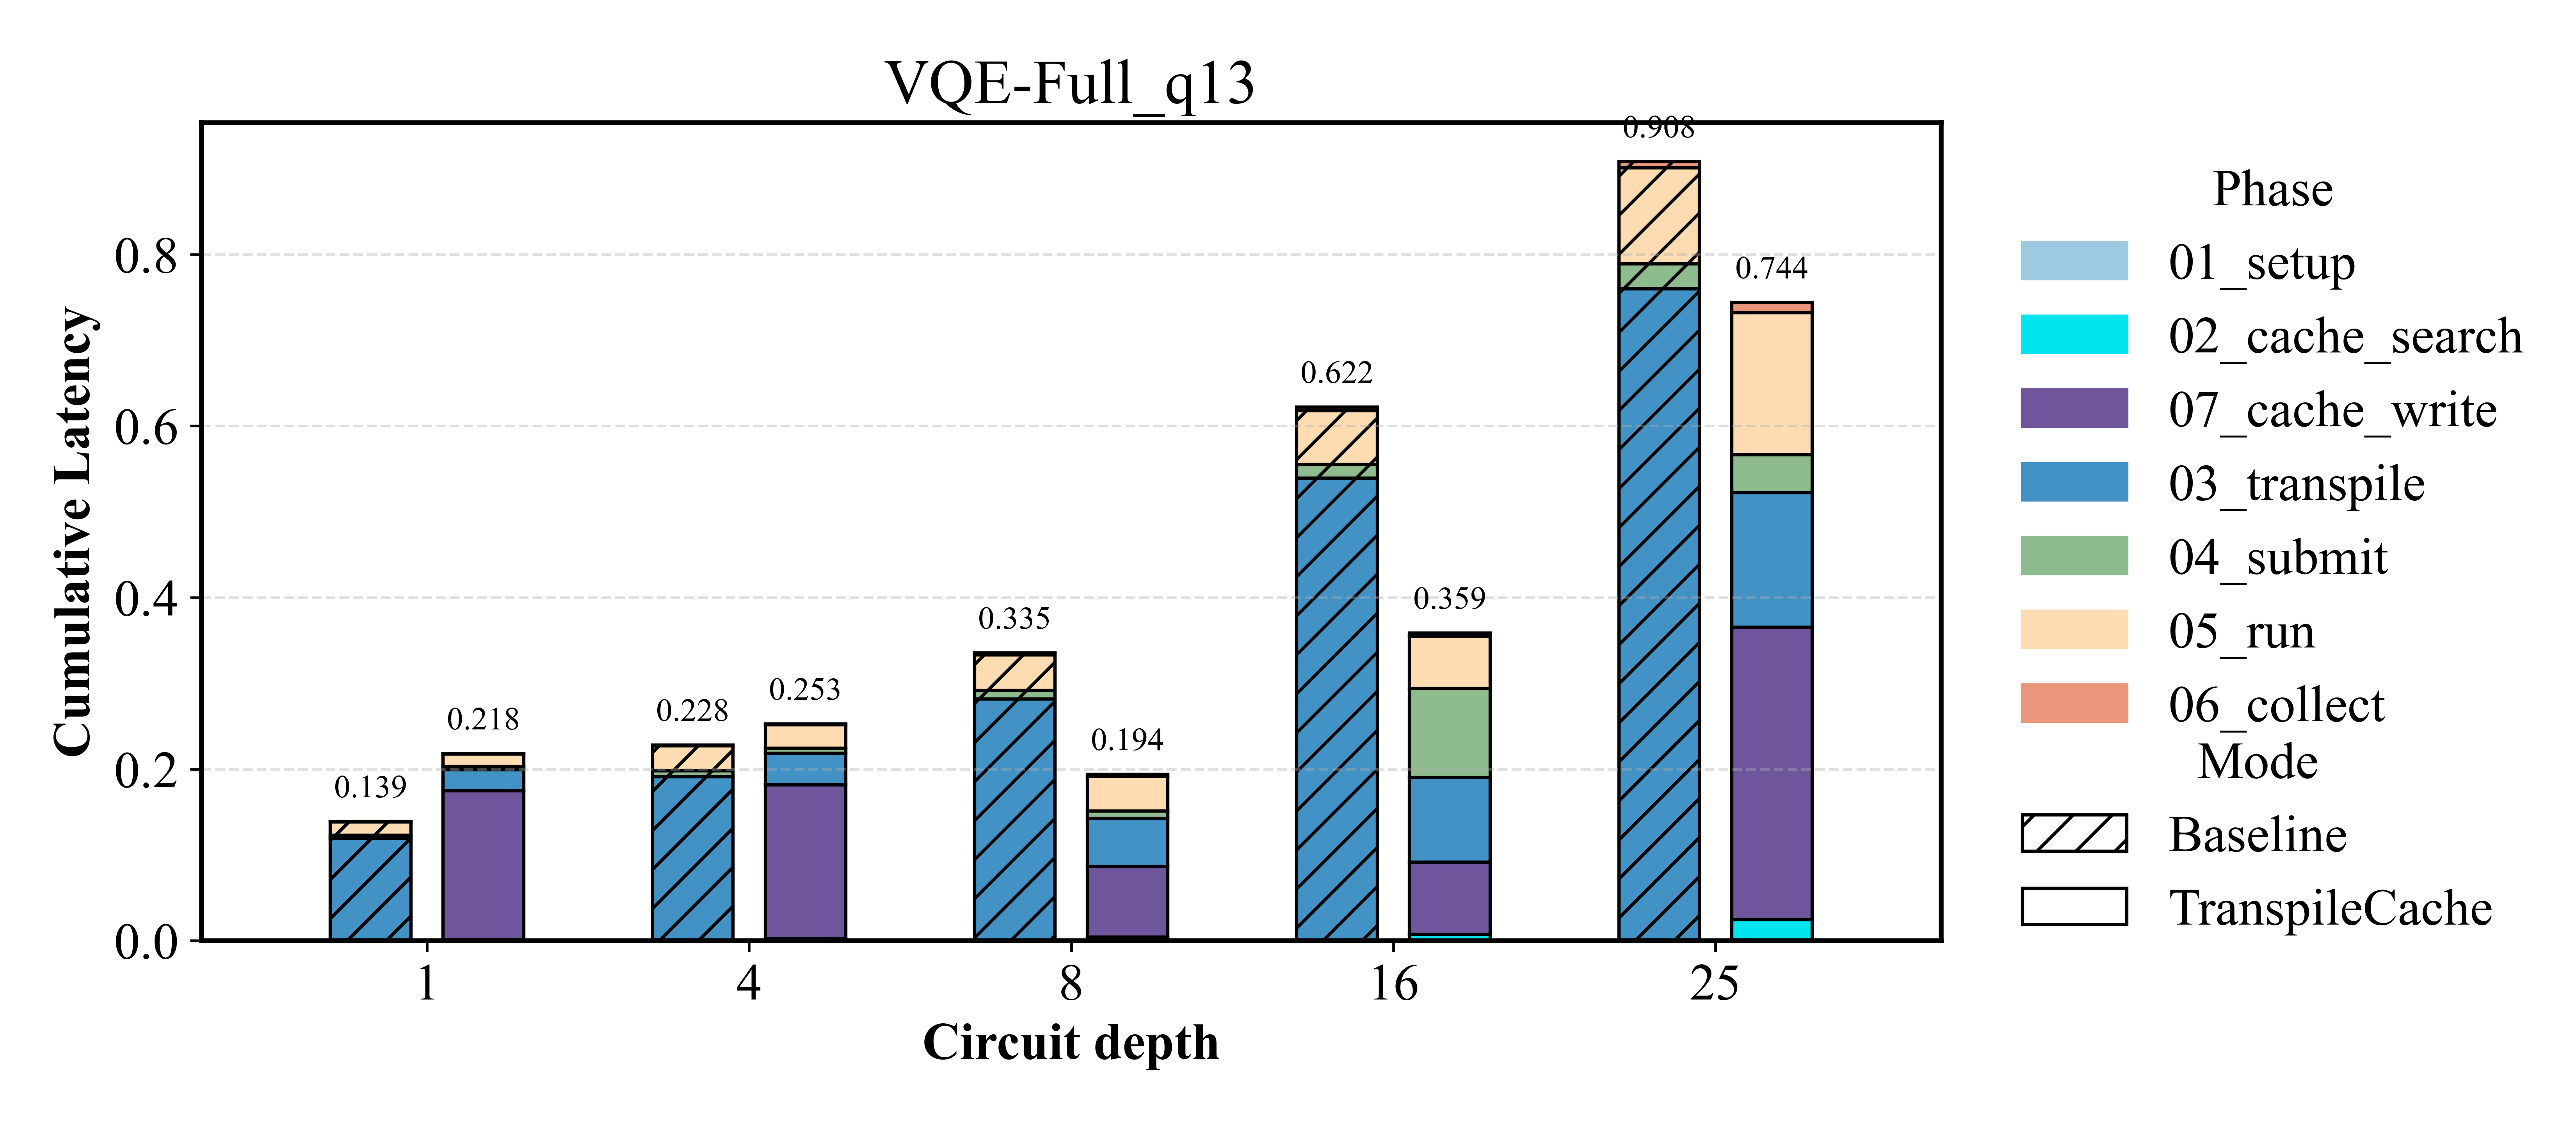 VQE-Full_q13
Cumulative Latency
0.8
0.6
0.4
0.2
0.0
0.139
0.218
0.228
0.253
0.335
0.194
0.622
0.359
0.908
0.744
1
4
8
16
25
Circuit depth
Phase
01_setup
02_cache_search
07_cache_write
03_transpile
04_submit
05_run
06_collect
Mode
Baseline
TranspileCache